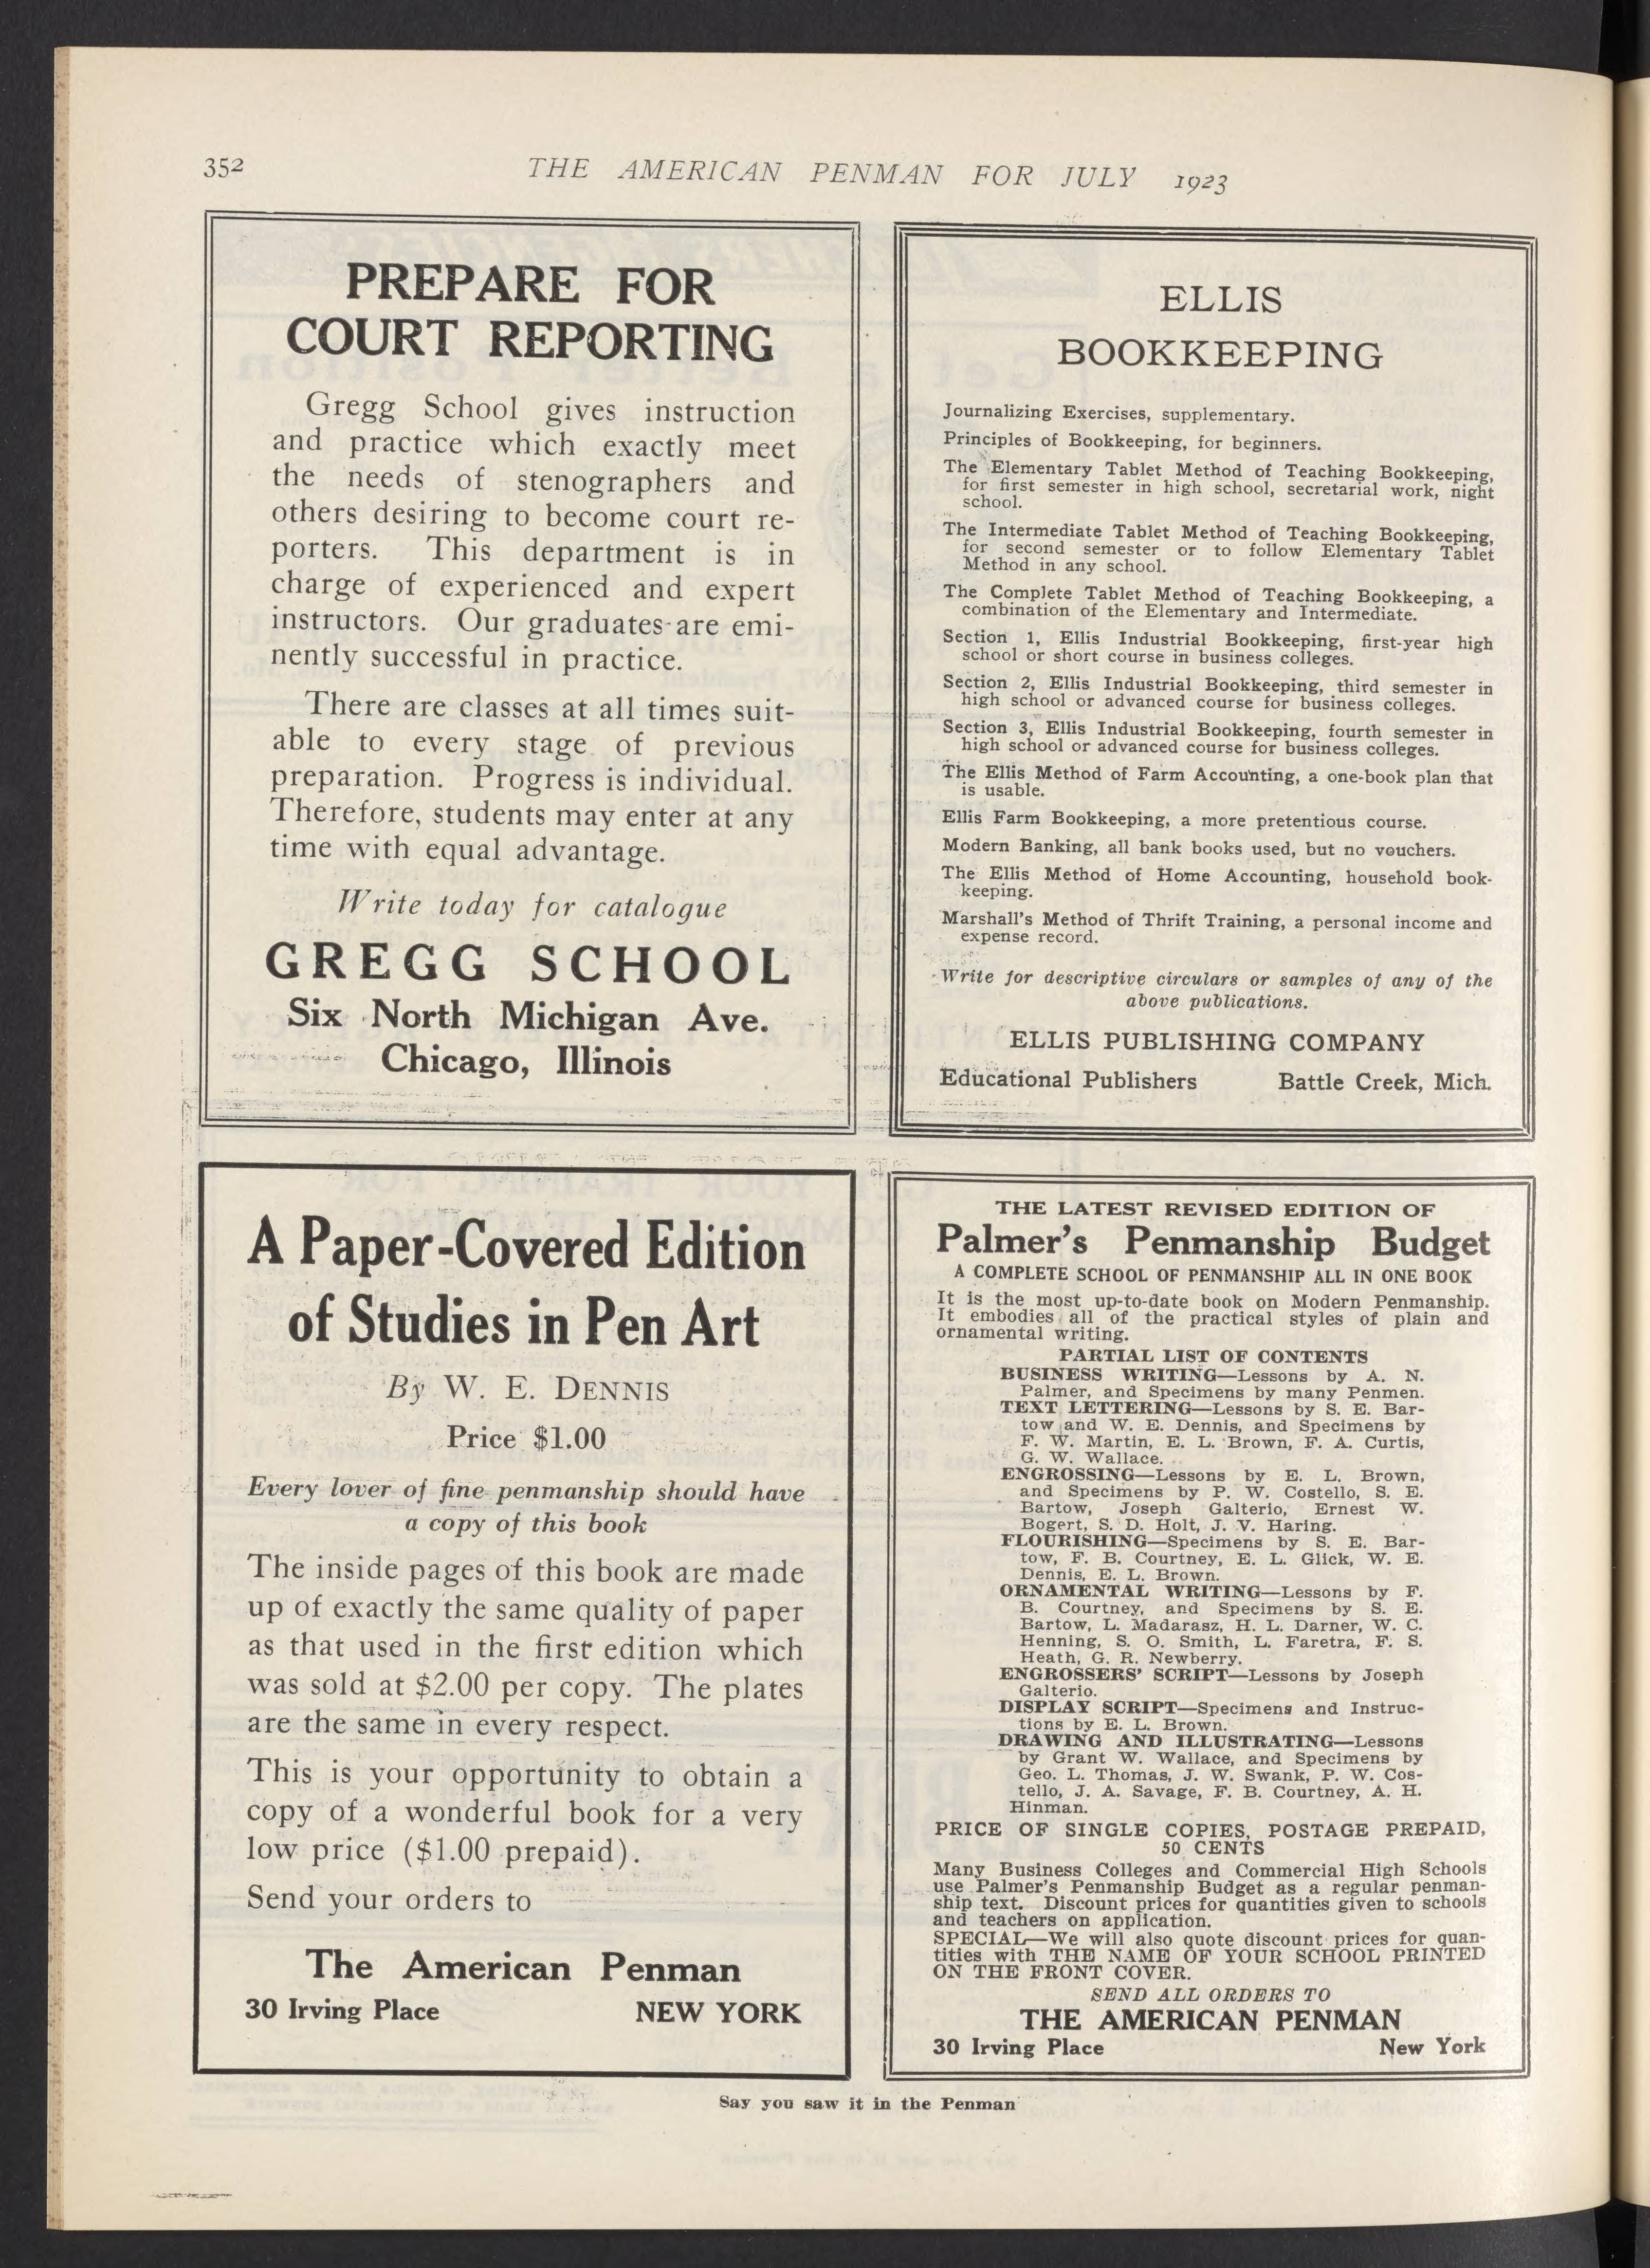 352
THE AMERICAN PENMAN FOR JULY 1923
PREPARE FOR
COURT REPORTING
Gregg School gives instruction
and practice which exactly meet
the needs of stenographers and
others desiring to become court re-
porters. This department is in
charge of experienced and expert
instructors. Our graduates are emi-
nently successful in practice.
There are classes at all times suit-
able to every stage of previous
preparation. Progress is individual.
Therefore, students may enter at any
time with equal advantage.
Write today for catalogue
GREGG SCHOOL
Six North Michigan Ave.
Chicago, Illinois
ELLIS
BOOKKEEPING
Journalizing Exercises, supplementary.
Principles of Bookkeeping, for beginners.
The Elementary Tablet Method of Teaching Bookkeeping,
for first semester in high school, secretarial work, night
school.
The Intermediate Tablet Method of Teaching Bookkeeping,
for second semester or to follow Elementary Tablet
Method in any school.
The Complete Tablet Method of Teaching Bookkeeping, a
combination of the Elementary and Intermediate.
Section 1, Ellis Industrial Bookkeeping, first-year high
school or short course in business colleges.
Section 2, Ellis Industrial Bookkeeping, third semester in
high school or advanced course for business colleges.
Section 3, Ellis Industrial Bookkeeping, fourth semester in
high school or advanced course for business colleges.
The Ellis Method of Farm Accounting, a one-book plan that
is usable.
Ellis Farm Bookkeeping, a more pretentious course.
Modern Banking, all bank books used, but no vouchers.
The Ellis Method of Home Accounting, household book-
keeping.
Marshall's Method of Thrift Training, a personal income and
expense record.
Write for descriptive circulars or samples of any of the
above publications.
ELLIS PUBLISHING COMPANY
Educational Publishers Battle Creek, Mich.
A Paper-Covered Edition
of Studies in Pen Art
By W. E. DENNIS
Price $1.00
Every lover of fine penmanship should have
a copy of this book
The inside pages of this book are made
up of exactly the same quality of paper
as that used in the first edition which
was sold at $2.00 per copy. The plates
are the same in every respect.
This is your opportunity to obtain a
copy of a wonderful book for a very
low price ($1.00 prepaid).
Send your orders to
The American Penman
30 Irving Place NEW YORK
THE LATEST REVISED EDITION OF
Palmer's Penmanship Budget
A COMPLETE SCHOOL OF PENMANSHIP ALL IN ONE BOOK
It is the most up-to-date book on Modern Penmanship.
It embodies all of the practical styles of plain and
ornamental writing.
PARTIAL LIST OF CONTENTS
BUSINESS WRITING—Lessons by A. N.
Palmer, and Specimens by many Penmen.
TEXT LETTERING—Lessons by S. E. Bar-
tow and W. E. Dennis, and Specimens by
F. W. Martin, E. L. Brown, F. A. Curtis,
G. W. Wallace.
ENGROSSING—Lessons by E. L. Brown,
and Specimens by P. W. Costello, S. E.
Bartow, Joseph Galterio, Ernest W.
Bogert, S. D. Holt, J. V. Haring.
FLOURISHING—Specimens by S. E. Bar-
tow, F. B. Courtney, E. L. Glick, W. E.
Dennis, E. L. Brown.
ORNAMENTAL WRITING—Lessons by F.
B. Courtney, and Specimens by S. E.
Bartow, L. Madarasz, H. L. Darner, W. C.
Henning, S. O. Smith, L. Faretra, F. S.
Heath, G. R. Newberry.
ENGROSSERS' SCRIPT—Lessons by Joseph
Galterio.
DISPLAY SCRIPT—Specimens and Instruc-
tions by E. L. Brown.
DRAWING AND ILLUSTRATING—Lessons
by Grant W. Wallace, and Specimens by
Geo. L. Thomas, J. W. Swank, P. W. Cos-
tello, J. A. Savage, F. B. Courtney, A. H.
Hinman.
PRICE OF SINGLE COPIES, POSTAGE PREPAID,
50 CENTS
Many Business Colleges and Commercial High Schools
use Palmer's Penmanship Budget as a regular penman-
ship text. Discount prices for quantities given to schools
and teachers on application.
SPECIAL—We will also quote discount prices for quan-
tities with THE NAME OF YOUR SCHOOL PRINTED
ON THE FRONT COVER.
SEND ALL ORDERS TO
THE AMERICAN PENMAN
30 Irving Place New York
Say you saw it in the Penman